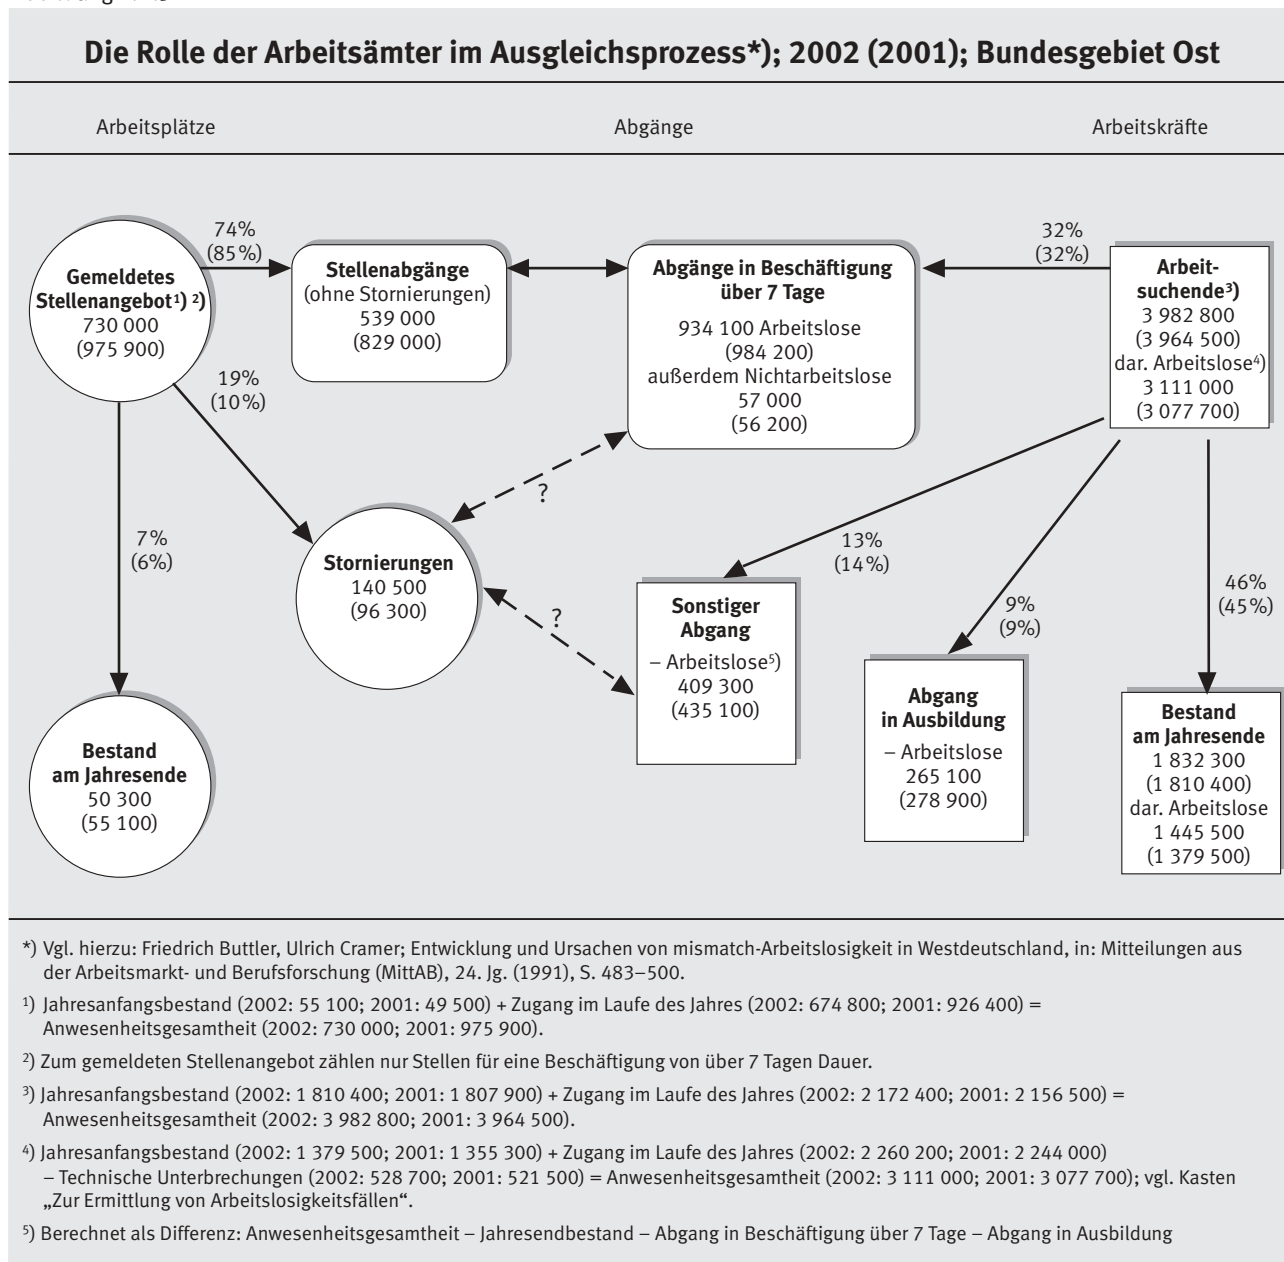 Die Rolle der Arbeitsämter im Ausgleichsprozess*); 2002 (2001); Bundesgebiet Ost
Arbeitsplätze
Abgänge
Arbeitskräfte
Gemeldetes
Stellenangebot¹) ²)
730 000
(975 900)
74%
(85%)
Stellenabgänge
(ohne Stornierungen)
539 000
(829 000)
Abgänge in Beschäftigung
über 7 Tage
934 100 Arbeitslose
(984 200)
außerdem Nichtarbeitslose
57 000
(56 200)
32%
(32%)
Arbeit-
suchende³)
3 982 800
(3 964 500)
dar. Arbeitslose⁴)
3 111 000
(3 077 700)
19%
(10%)
7%
(6%)
?
Stornierungen
140 500
(96 300)
?
13%
(14%)
9%
(9%)
46%
(45%)
Sonstiger
Abgang
– Arbeitslose⁵)
409 300
(435 100)
Abgang
in Ausbildung
– Arbeitslose
265 100
(278 900)
Bestand
am Jahresende
1 832 300
(1 810 400)
dar. Arbeitslose
1 445 500
(1 379 500)
Bestand
am Jahresende
50 300
(55 100)
*) Vgl. hierzu: Friedrich Buttler, Ulrich Cramer; Entwicklung und Ursachen von mismatch-Arbeitslosigkeit in Westdeutschland, in: Mitteilungen aus
der Arbeitsmarkt- und Berufsforschung (MittAB), 24. Jg. (1991), S. 483–500.
¹) Jahresanfangsbestand (2002: 55 100; 2001: 49 500) + Zugang im Laufe des Jahres (2002: 674 800; 2001: 926 400) =
Anwesenheitsgesamtheit (2002: 730 000; 2001: 975 900).
²) Zum gemeldeten Stellenangebot zählen nur Stellen für eine Beschäftigung von über 7 Tagen Dauer.
³) Jahresanfangsbestand (2002: 1 810 400; 2001: 1 807 900) + Zugang im Laufe des Jahres (2002: 2 172 400; 2001: 2 156 500) =
Anwesenheitsgesamtheit (2002: 3 982 800; 2001: 3 964 500).
⁴) Jahresanfangsbestand (2002: 1 379 500; 2001: 1 355 300) + Zugang im Laufe des Jahres (2002: 2 260 200; 2001: 2 244 000)
– Technische Unterbrechungen (2002: 528 700; 2001: 521 500) = Anwesenheitsgesamtheit (2002: 3 111 000; 2001: 3 077 700); vgl. Kasten
„Zur Ermittlung von Arbeitslosigkeitsfällen“.
⁵) Berechnet als Differenz: Anwesenheitsgesamtheit – Jahresendbestand – Abgang in Beschäftigung über 7 Tage – Abgang in Ausbildung